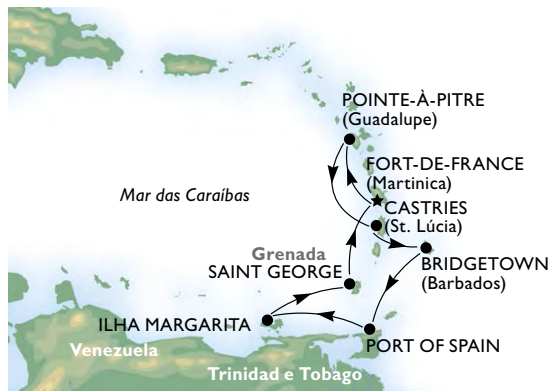 POINTE-À-PITRE
(Guadalupe)
FORT-DE-FRANCE
(Martinica)
Mar das Caraíbas
CASTRIES
(St. Lúcia)
Grenada
SAINT GEORGE
BRIDGETOWN
(Barbados)
ILHA MARGARITA
PORT OF SPAIN
Venezuela
Trinidad e Tobago